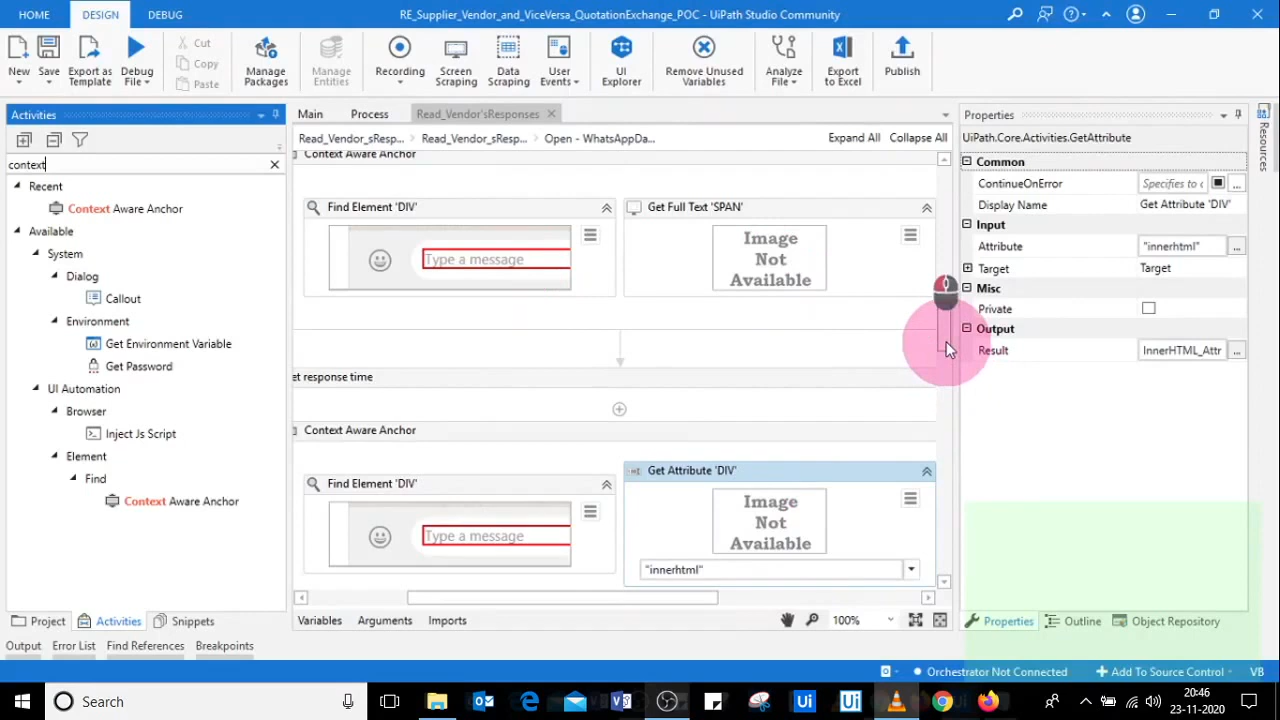 HOME
DESIGN
DEBUG
RE_Supplier_Vendor_and_ViceVersa_QuotationExchange_POC - UiPath Studio Community
New
Save
Export as
Template
Debug
File
Cut
Copy
Paste
Manage
Packages
Manage
Entities
Recording
Screen
Scraping
Data
Scraping
User
Events
UI
Explorer
Remove Unused
Variables
Analyze
File
Export
to Excel
Publish
Activities
context
Recent
Context Aware Anchor
Available
System
Dialog
Callout
Environment
Get Environment Variable
Get Password
UI Automation
Browser
Inject Js Script
Element
Find
Context Aware Anchor
Project
Activities
Snippets
Main
Process
Read_Vendor'sResponses
Read_Vendor_sResp...
Read_Vendor_sResp...
Open - WhatsAppDa...
Expand All
Collapse All
Context Aware Anchor
Find Element 'DIV'
Type a message
Get Full Text 'SPAN'
Image
Not
Available
et response time
Context Aware Anchor
Find Element 'DIV'
Type a message
Get Attribute 'DIV'
Image
Not
Available
"innerhtml"
Variables
Arguments
Imports
100%
Properties
UiPath.Core.Activities.GetAttribute
Common
ContinueOnError
Specifies to c
...
Display Name
Get Attribute 'DIV'
Input
Attribute
"innerhtml"
...
Target
Target
Misc
Private
Output
Result
InnerHTML_Attr
...
Resources
Properties
Outline
Object Repository
Output
Error List
Find References
Breakpoints
Orchestrator Not Connected
Add To Source Control
VB
Search
Ui
Ui
20:46
23-11-2020